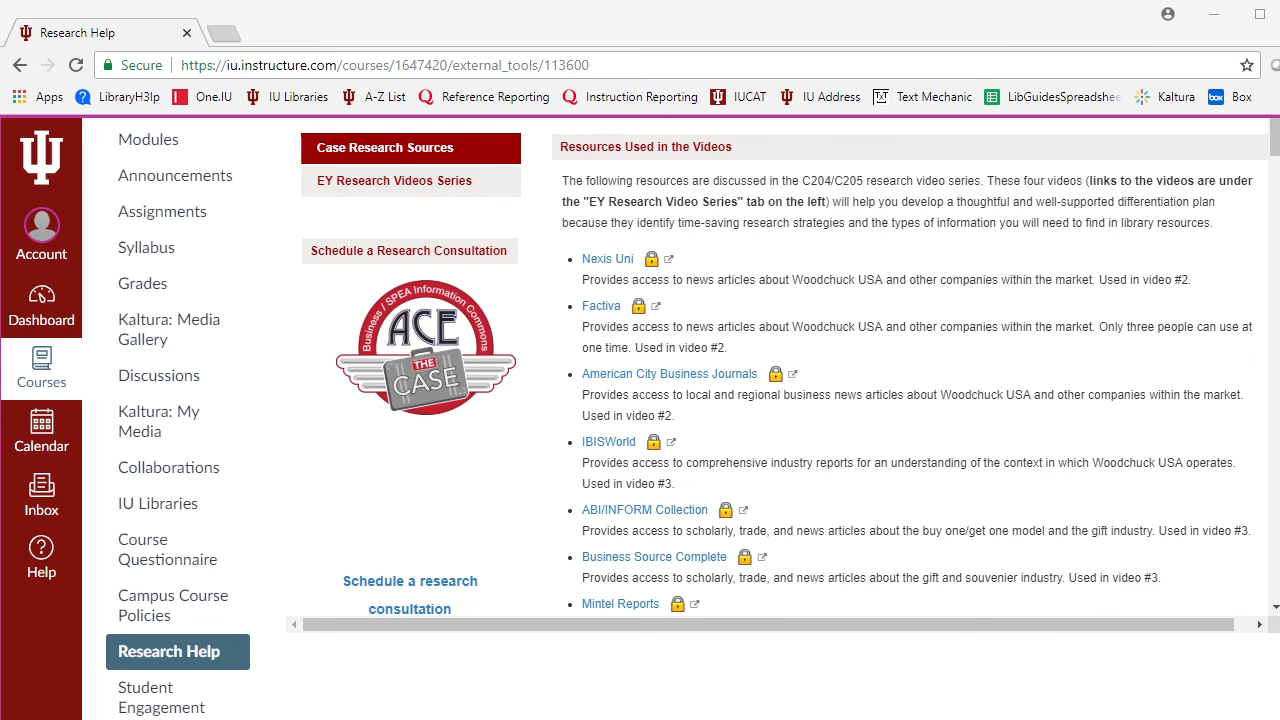 Research Help
Secure
https://iu.instructure.com/courses/1647420/external_tools/113600
Apps
LibraryH3lp
One.IU
IU Libraries
A-Z List
Reference Reporting
Instruction Reporting
IUCAT
IU Address
Text Mechanic
LibGuidesSpreadshee
Kaltura
Box
Account
Dashboard
Courses
Calendar
Inbox
Help
Modules
Announcements
Assignments
Syllabus
Grades
Kaltura: Media
Gallery
Discussions
Kaltura: My
Media
Collaborations
IU Libraries
Course
Questionnaire
Campus Course
Policies
Research Help
Student
Engagement
Case Research Sources
EY Research Videos Series
Schedule a Research Consultation
Business / SPEA Information Commons
ACE
THE
CASE
Schedule a research
consultation
Resources Used in the Videos
The following resources are discussed in the C204/C205 research video series. These four videos (links to the videos are under
the "EY Research Video Series" tab on the left) will help you develop a thoughtful and well-supported differentiation plan
because they identify time-saving research strategies and the types of information you will need to find in library resources.
Nexis Uni
Provides access to news articles about Woodchuck USA and other companies within the market. Used in video #2.
Factiva
Provides access to news articles about Woodchuck USA and other companies within the market. Only three people can use at
one time. Used in video #2.
American City Business Journals
Provides access to local and regional business news articles about Woodchuck USA and other companies within the market.
Used in video #2.
IBISWorld
Provides access to comprehensive industry reports for an understanding of the context in which Woodchuck USA operates.
Used in video #3.
ABI/INFORM Collection
Provides access to scholarly, trade, and news articles about the buy one/get one model and the gift industry. Used in video #3.
Business Source Complete
Provides access to scholarly, trade, and news articles about the gift and souvenier industry. Used in video #3.
Mintel Reports